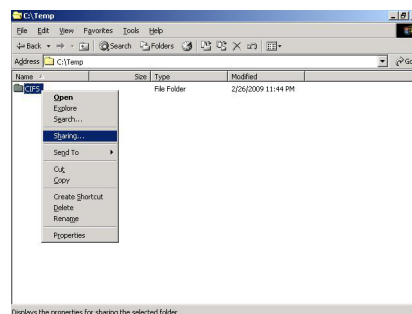 C:\Temp
File Edit View Favorites Tools Help
Back Search Folders
Address C:\Temp Go
Name Size Type Modified
CIFS File Folder 2/26/2009 11:44 PM
Open
Explore
Search...
Sharing...
Send To
Cut
Copy
Create Shortcut
Delete
Rename
Properties
Displays the properties for sharing the selected folder.